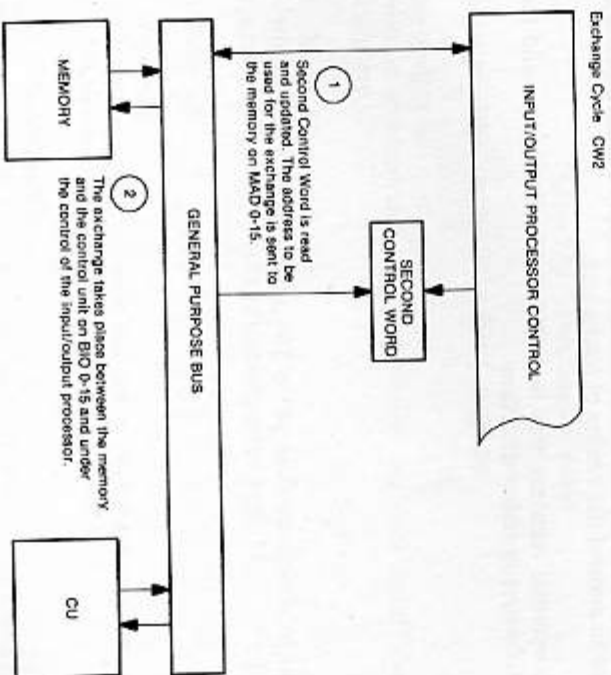 Exchange Cycle CW2
INPUT/OUTPUT PROCESSOR CONTROL
SECOND
CONTROL WORD
1
Second Control Word is read
and updated. The address to be
used for the exchange is sent to
the memory on MAD 0-15.
GENERAL PURPOSE BUS
2
The exchange takes place between the memory
and the control unit on BIO 0-15 and under
the control of the input/output processor.
MEMORY
CU